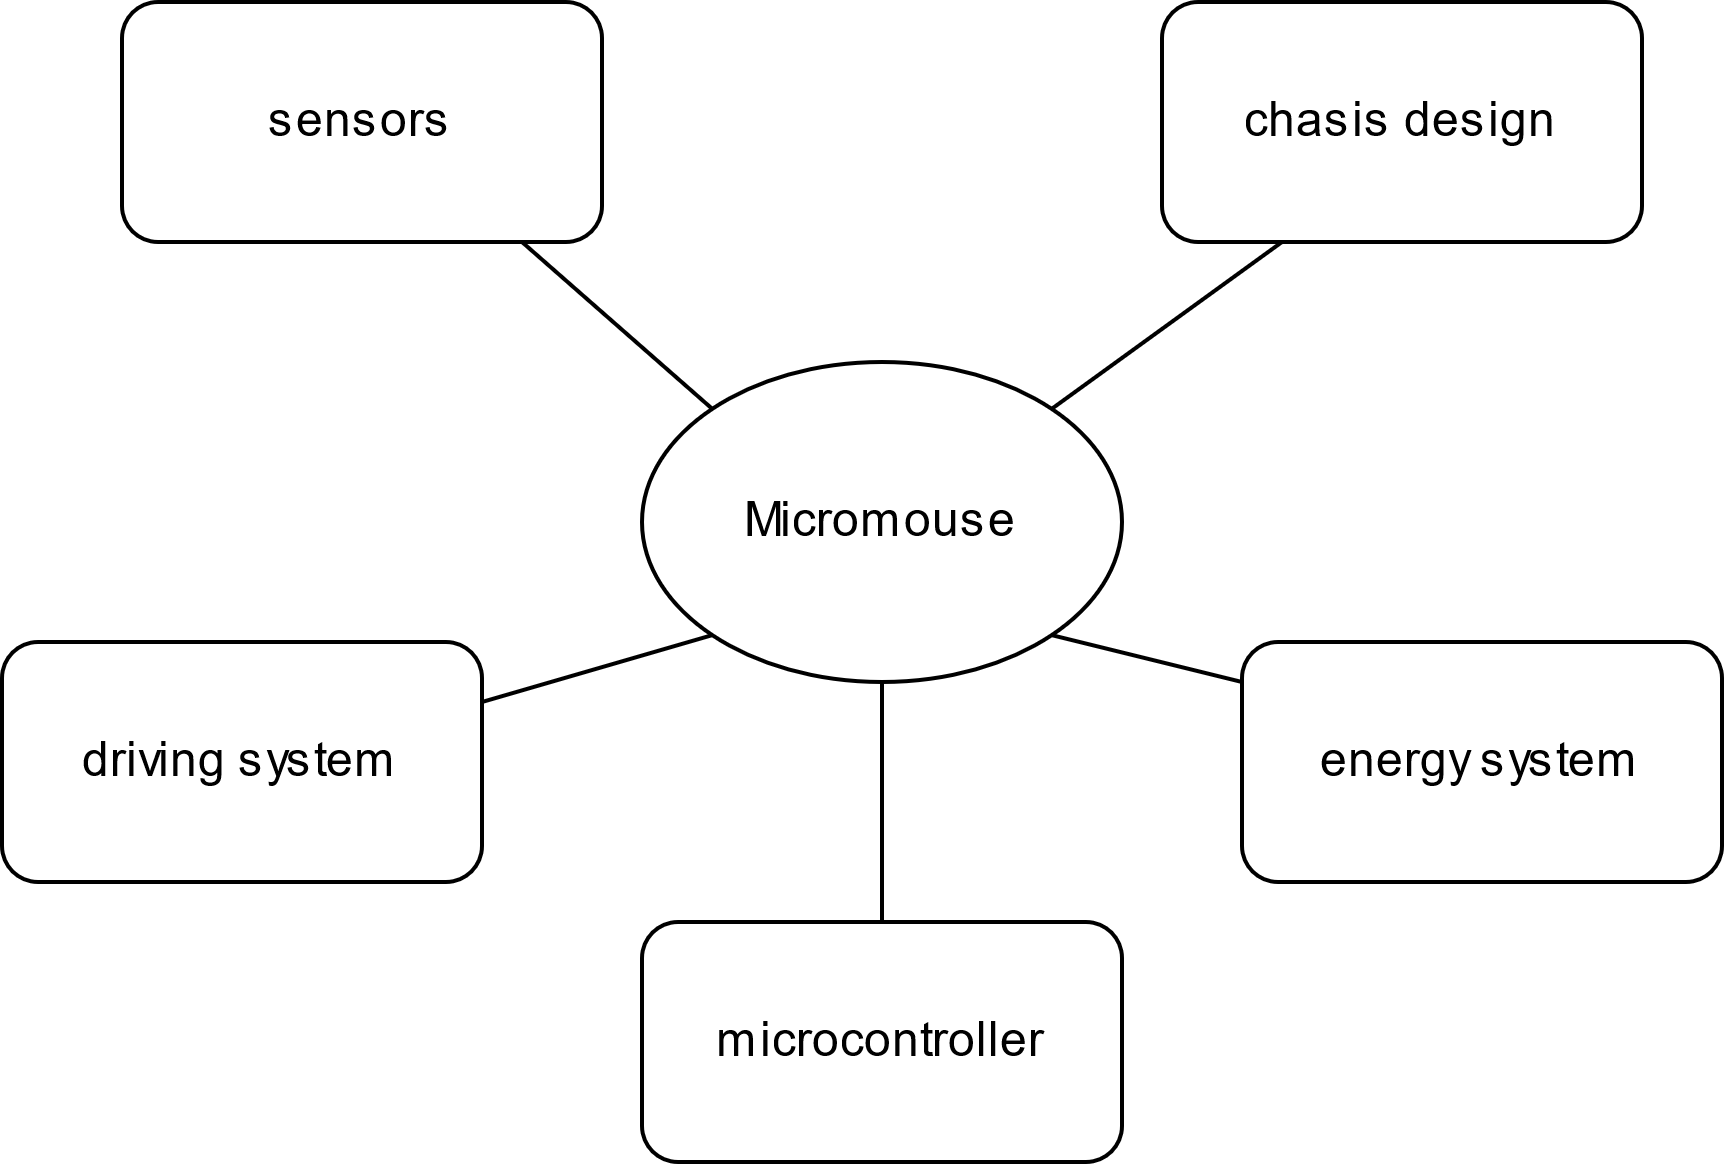 sensors
chasis design
Micromouse
driving system
energy system
microcontroller